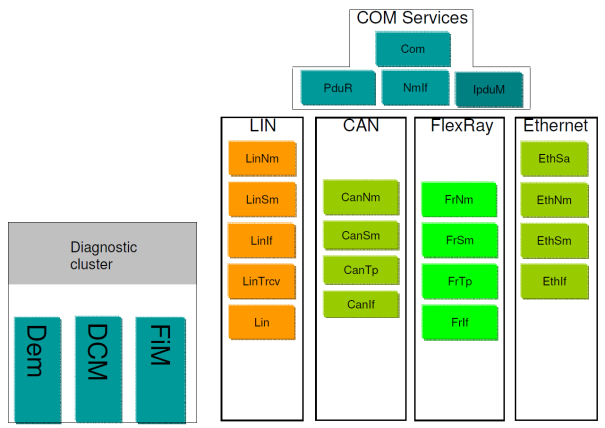 COM Services
Com
PduR
NmIf
IpduM
LIN
LinNm
LinSm
LinIf
LinTrcv
Lin
CAN
CanNm
CanSm
CanTp
CanIf
FlexRay
FrNm
FrSm
FrTp
FrIf
Ethernet
EthSa
EthNm
EthSm
EthIf
Diagnostic
cluster
Dem
DCM
FiM